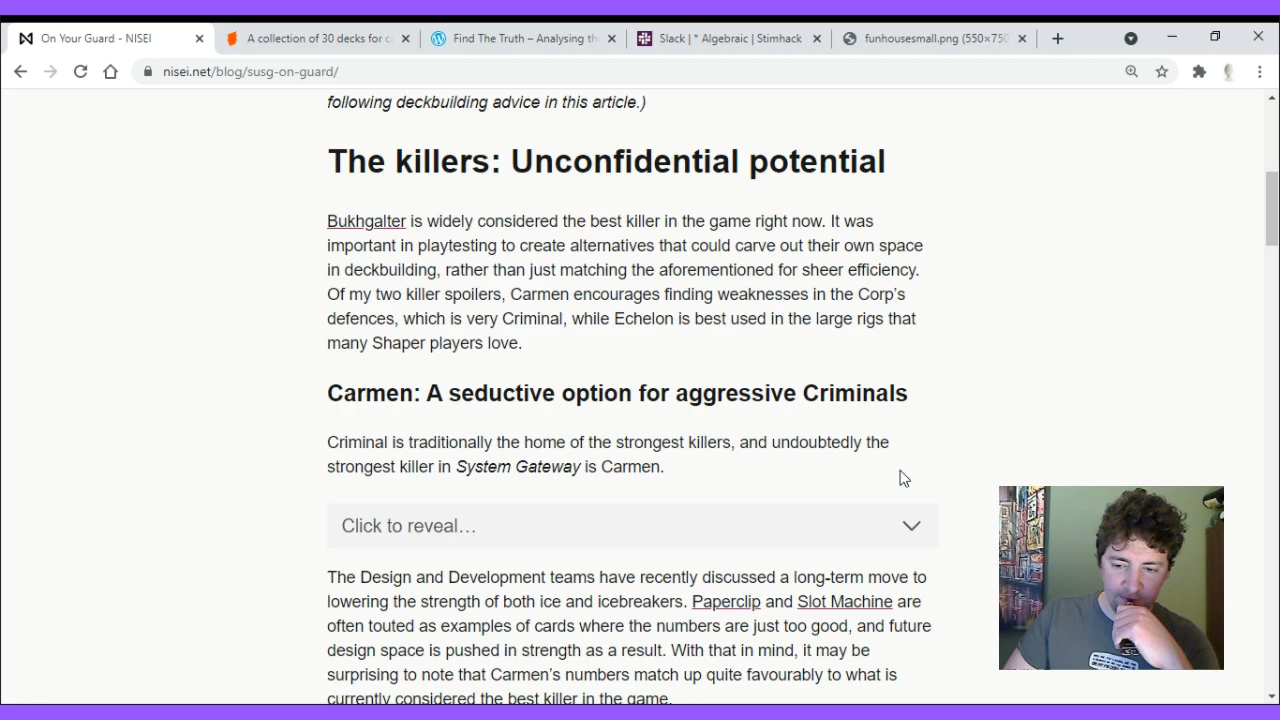 On Your Guard - NISEI
A collection of 30 decks for c
Find The Truth – Analysing th
Slack | * Algebraic | Stimhack
funhousesmall.png (550×750
nisei.net/blog/susg-on-guard/
following deckbuilding advice in this article.)
The killers: Unconfidential potential
Bukhgalter is widely considered the best killer in the game right now. It was
important in playtesting to create alternatives that could carve out their own space
in deckbuilding, rather than just matching the aforementioned for sheer efficiency.
Of my two killer spoilers, Carmen encourages finding weaknesses in the Corp’s
defences, which is very Criminal, while Echelon is best used in the large rigs that
many Shaper players love.
Carmen: A seductive option for aggressive Criminals
Criminal is traditionally the home of the strongest killers, and undoubtedly the
strongest killer in System Gateway is Carmen.
Click to reveal…
The Design and Development teams have recently discussed a long-term move to
lowering the strength of both ice and icebreakers. Paperclip and Slot Machine are
often touted as examples of cards where the numbers are just too good, and future
design space is pushed in strength as a result. With that in mind, it may be
surprising to note that Carmen’s numbers match up quite favourably to what is
currently considered the best killer in the game.